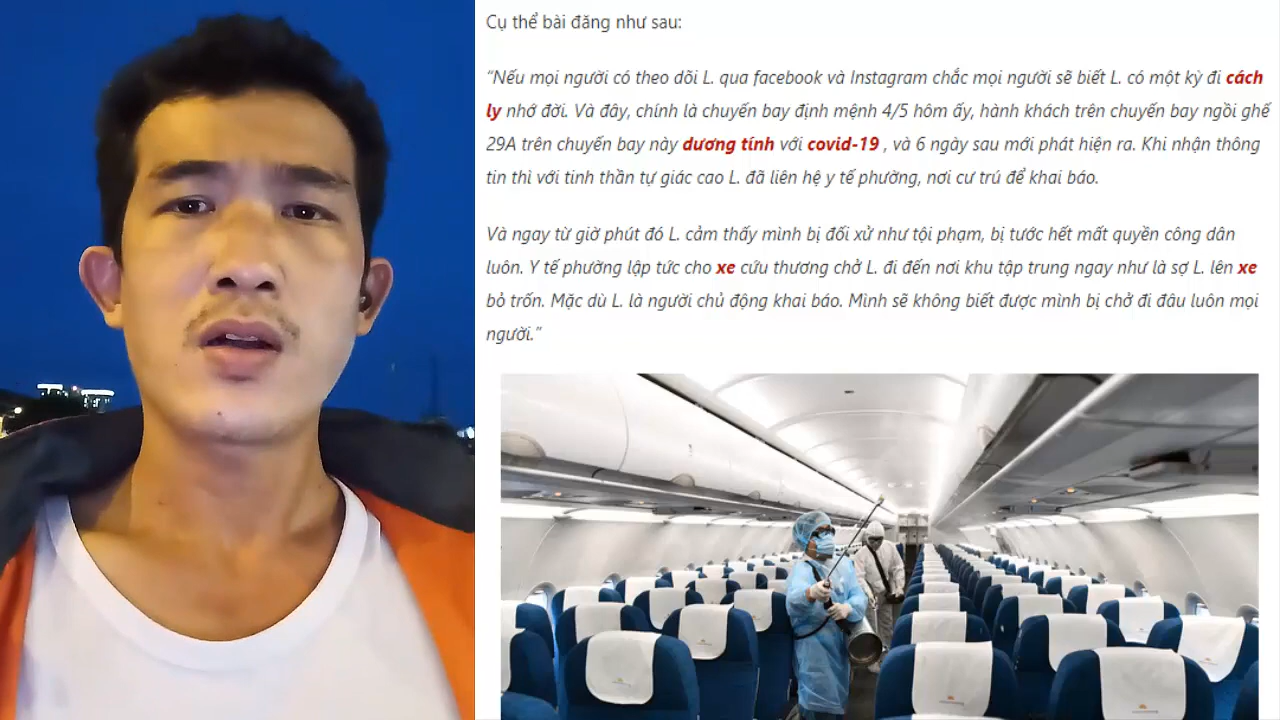 Cụ thể bài đăng như sau:
“Nếu mọi người có theo dõi L. qua facebook và Instagram chắc mọi người sẽ biết L. có một kỳ đi cách
ly nhớ đời. Và đây, chính là chuyến bay định mệnh 4/5 hôm ấy, hành khách trên chuyến bay ngồi ghế
29A trên chuyến bay này dương tính với covid-19 , và 6 ngày sau mới phát hiện ra. Khi nhận thông
tin thì với tinh thần tự giác cao L. đã liên hệ y tế phường, nơi cư trú để khai báo.
Và ngay từ giờ phút đó L. cảm thấy mình bị đối xử như tội phạm, bị tước hết mất quyền công dân
luôn. Y tế phường lập tức cho xe cứu thương chở L. đi đến nơi khu tập trung ngay như là sợ L. lên xe
bỏ trốn. Mặc dù L. là người chủ động khai báo. Mình sẽ không biết được mình bị chở đi đâu luôn mọi
người.”